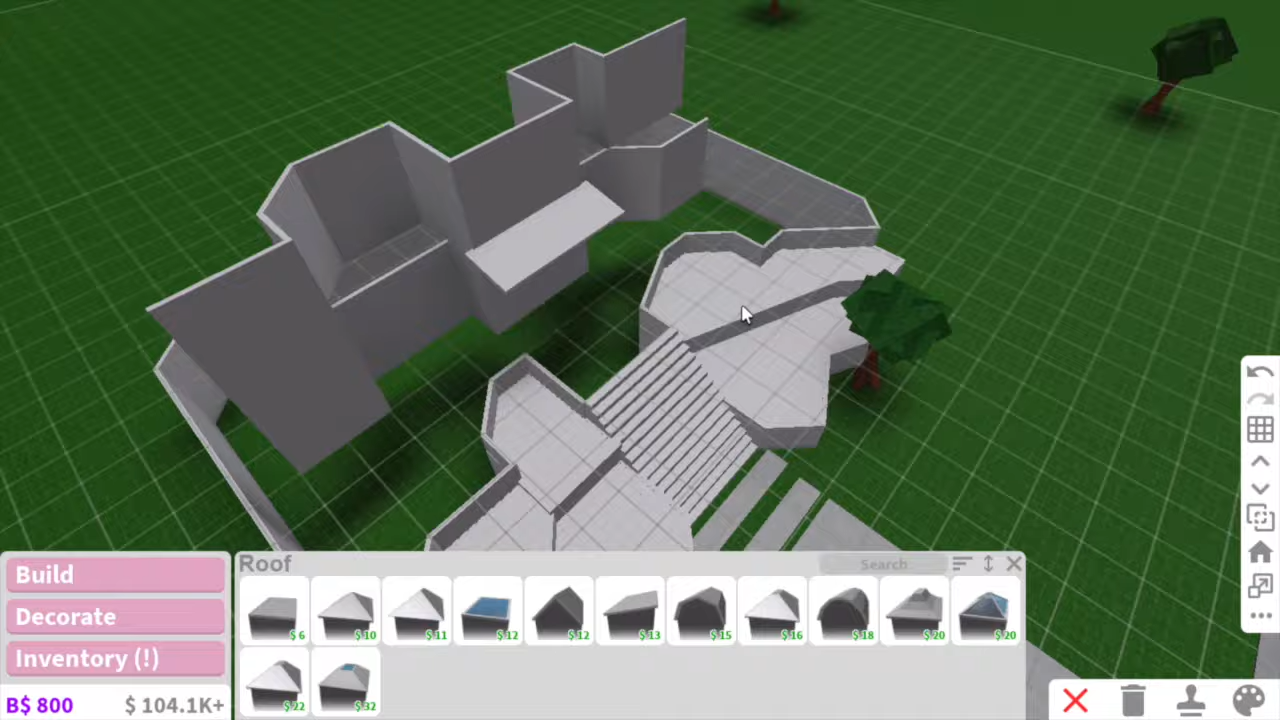 Roof
Search
$ 6
$ 10
$ 11
$ 12
$ 12
$ 13
$ 15
$ 16
$ 18
$ 20
$ 20
$ 22
$ 32
Build
Decorate
Inventory (!)
B$ 800
$ 104.1K+